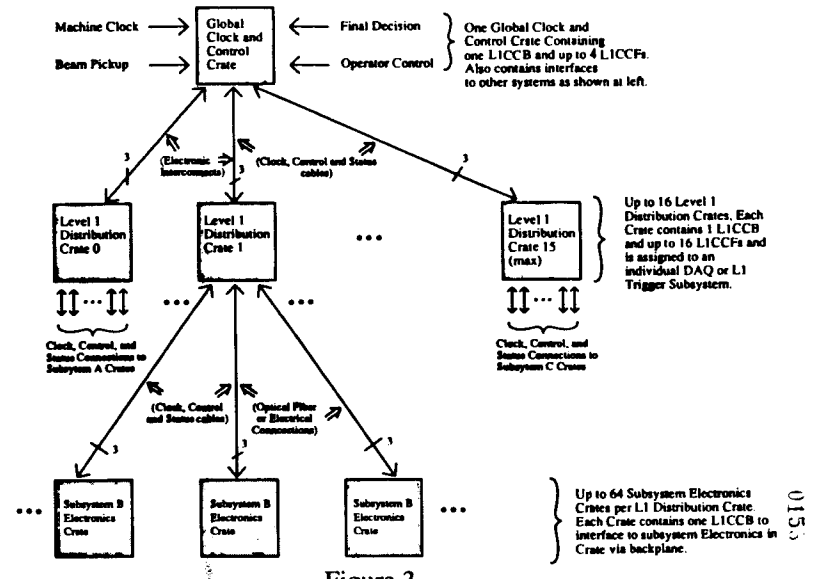 Machine Clock
Beam Pickup
Global
Clock and
Control
Crate
Final Decision
Operator Control
One Global Clock and
Control Crate Containing
one L1CCB and up to 4 L1CCFs.
Also contains interfaces
to other systems as shown at left.
3
(Electronic
Interconnects)
3
(Clock, Control and Status
cables)
3
Level 1
Distribution
Crate 0
Level 1
Distribution
Crate 1
...
Level 1
Distribution
Crate 15
(max)
Up to 16 Level 1
Distribution Crates, Each
Crate contains 1 L1CCB
and up to 16 L1CCFs and
is assigned to an
individual DAQ or L1
Trigger Subsystem.
...
...
...
...
Clock, Control, and
Status Connections to
Subsytem A Crates
Clock, Control, and
Status Connections to
Subsytem C Crates
(Clock, Control
and Status cables)
(Optical Fiber
or Electrical
Connections)
3
3
3
...
Subsystem B
Electronics
Crate
Subsystem B
Electronics
Crate
Subsystem B
Electronics
Crate
...
Up to 64 Subsystem Electronics
Crates per L1 Distribution Crate.
Each Crate contains one L1CCB to
interface to subsystem Electronics in
Crate via backplane.